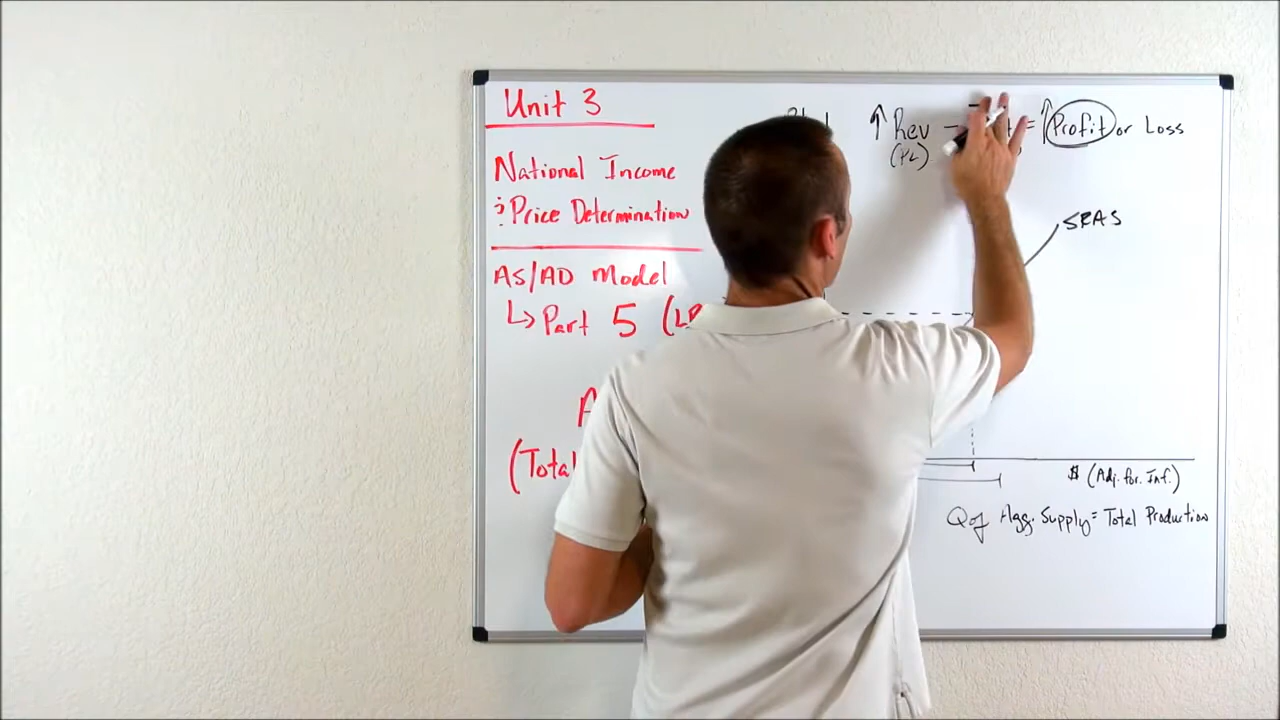 Unit 3
National Income
& Price Determination
AS/AD Model
↳ Part 5
(Total
↑ Rev - = ↑ Profit or Loss
(PL)
SRAS
$ (Adj. for. Inf.)
Q of Agg. Supply = Total Production